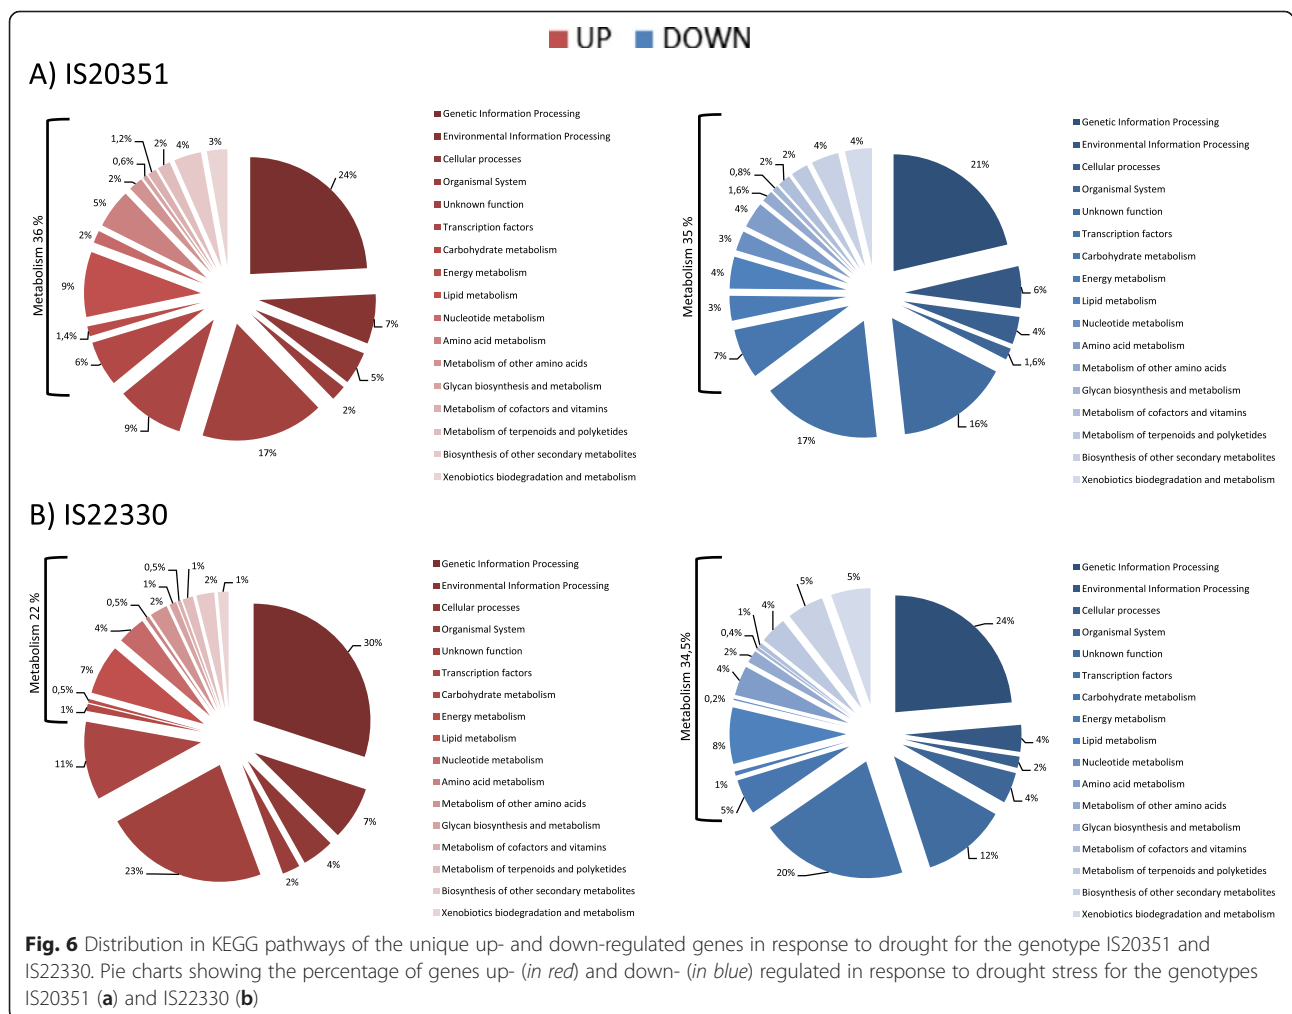 UP DOWN
A) IS20351
Metabolism 36 %
1,2%
2%
4%
3%
0,6%
2%
5%
2%
9%
1,4%
6%
9%
17%
2%
5%
7%
24%
Genetic Information Processing
Environmental Information Processing
Cellular processes
Organismal System
Unknown function
Transcription factors
Carbohydrate metabolism
Energy metabolism
Lipid metabolism
Nucleotide metabolism
Amino acid metabolism
Metabolism of other amino acids
Glycan biosynthesis and metabolism
Metabolism of cofactors and vitamins
Metabolism of terpenoids and polyketides
Biosynthesis of other secondary metabolites
Xenobiotics biodegradation and metabolism
Metabolism 35 %
2%
2%
4%
4%
0,8%
1,6%
4%
3%
4%
3%
7%
17%
16%
1,6%
4%
6%
21%
Genetic Information Processing
Environmental Information Processing
Cellular processes
Organismal System
Unknown function
Transcription factors
Carbohydrate metabolism
Energy metabolism
Lipid metabolism
Nucleotide metabolism
Amino acid metabolism
Metabolism of other amino acids
Glycan biosynthesis and metabolism
Metabolism of cofactors and vitamins
Metabolism of terpenoids and polyketides
Biosynthesis of other secondary metabolites
Xenobiotics biodegradation and metabolism
B) IS22330
Metabolism 22 %
0,5%
1%
2%
1%
1%
2%
0,5%
4%
7%
0,5%
1%
11%
23%
2%
4%
7%
30%
Genetic Information Processing
Environmental Information Processing
Cellular processes
Organismal System
Unknown function
Transcription factors
Carbohydrate metabolism
Energy metabolism
Lipid metabolism
Nucleotide metabolism
Amino acid metabolism
Metabolism of other amino acids
Glycan biosynthesis and metabolism
Metabolism of cofactors and vitamins
Metabolism of terpenoids and polyketides
Biosynthesis of other secondary metabolites
Xenobiotics biodegradation and metabolism
Metabolism 34,5%
5%
5%
4%
1%
0,4%
2%
4%
0,2%
8%
1%
5%
20%
12%
4%
2%
4%
24%
Genetic Information Processing
Environmental Information Processing
Cellular processes
Organismal System
Unknown function
Transcription factors
Carbohydrate metabolism
Energy metabolism
Lipid metabolism
Nucleotide metabolism
Amino acid metabolism
Metabolism of other amino acids
Glycan biosynthesis and metabolism
Metabolism of cofactors and vitamins
Metabolism of terpenoids and polyketides
Biosynthesis of other secondary metabolites
Xenobiotics biodegradation and metabolism
Fig. 6 Distribution in KEGG pathways of the unique up- and down-regulated genes in response to drought for the genotype IS20351 and
IS22330. Pie charts showing the percentage of genes up- (in red) and down- (in blue) regulated in response to drought stress for the genotypes
IS20351 (a) and IS22330 (b)